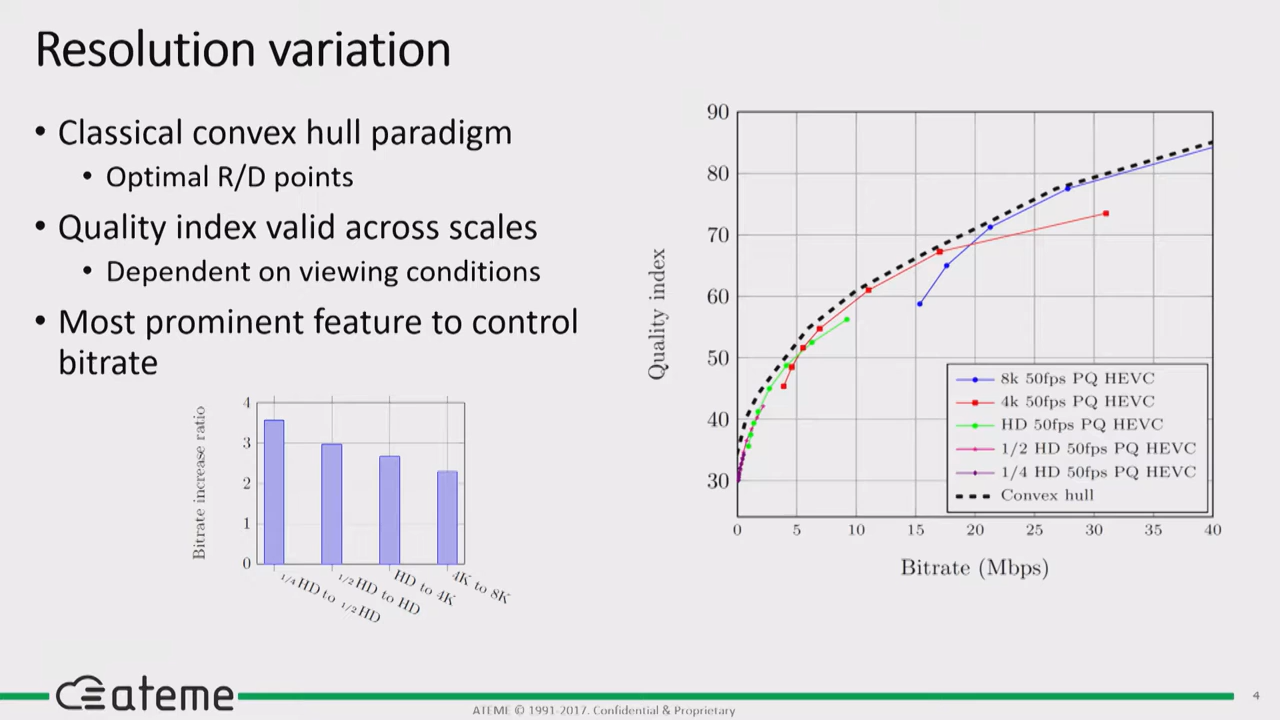 Resolution variation
• Classical convex hull paradigm
• Optimal R/D points
• Quality index valid across scales
• Dependent on viewing conditions
• Most prominent feature to control
bitrate
Bitrate increase ratio
4
3
2
1
0
1/4 HD to 1/2 HD
1/2 HD to HD
HD to 4K
4K to 8K
Quality index
90
80
70
60
50
40
30
8k 50fps PQ HEVC
4k 50fps PQ HEVC
HD 50fps PQ HEVC
1/2 HD 50fps PQ HEVC
1/4 HD 50fps PQ HEVC
Convex hull
0 5 10 15 20 25 30 35 40
Bitrate (Mbps)
ateme
ATEME © 1991-2017. Confidential & Proprietary
4